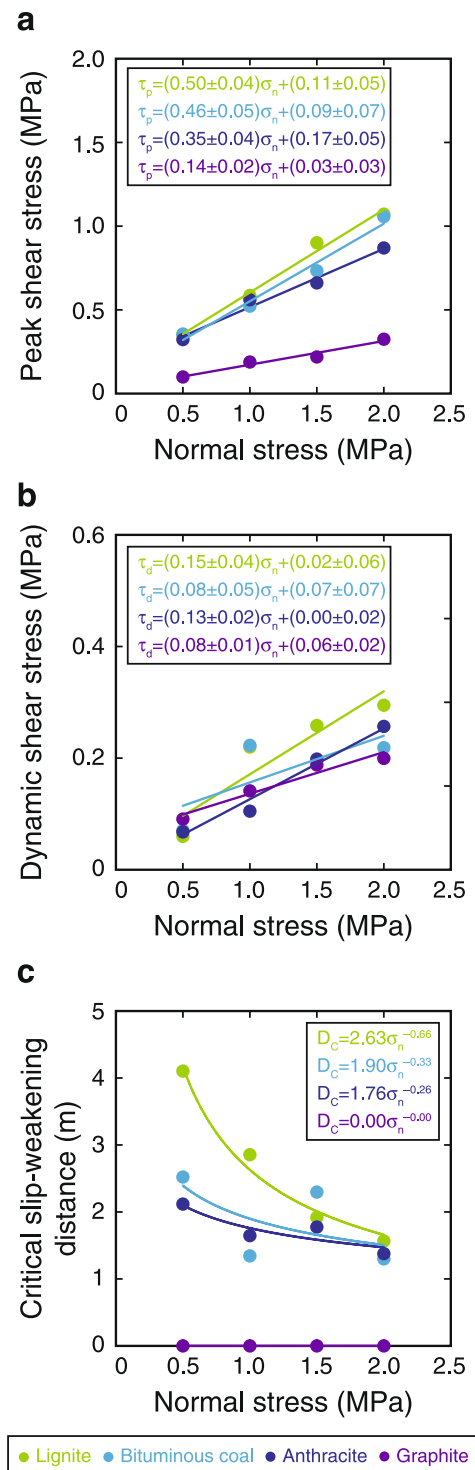 a
Peak shear stress (MPa)
2.0
1.5
1.0
0.5
0
τp=(0.50±0.04)σn+(0.11±0.05)
τp=(0.46±0.05)σn+(0.09±0.07)
τp=(0.35±0.04)σn+(0.17±0.05)
τp=(0.14±0.02)σn+(0.03±0.03)
0 0.5 1.0 1.5 2.0 2.5
Normal stress (MPa)
b
Dynamic shear stress (MPa)
0.6
0.4
0.2
0
τd=(0.15±0.04)σn+(0.02±0.06)
τd=(0.08±0.05)σn+(0.07±0.07)
τd=(0.13±0.02)σn+(0.00±0.02)
τd=(0.08±0.01)σn+(0.06±0.02)
0 0.5 1.0 1.5 2.0 2.5
Normal stress (MPa)
c
Critical slip-weakening
distance (m)
5
4
3
2
1
0
DC=2.63σn−0.66
DC=1.90σn−0.33
DC=1.76σn−0.26
DC=0.00σn−0.00
0.0 0.5 1.0 1.5 2.0 2.5
Normal stress (MPa)
Lignite Bituminous coal Anthracite Graphite